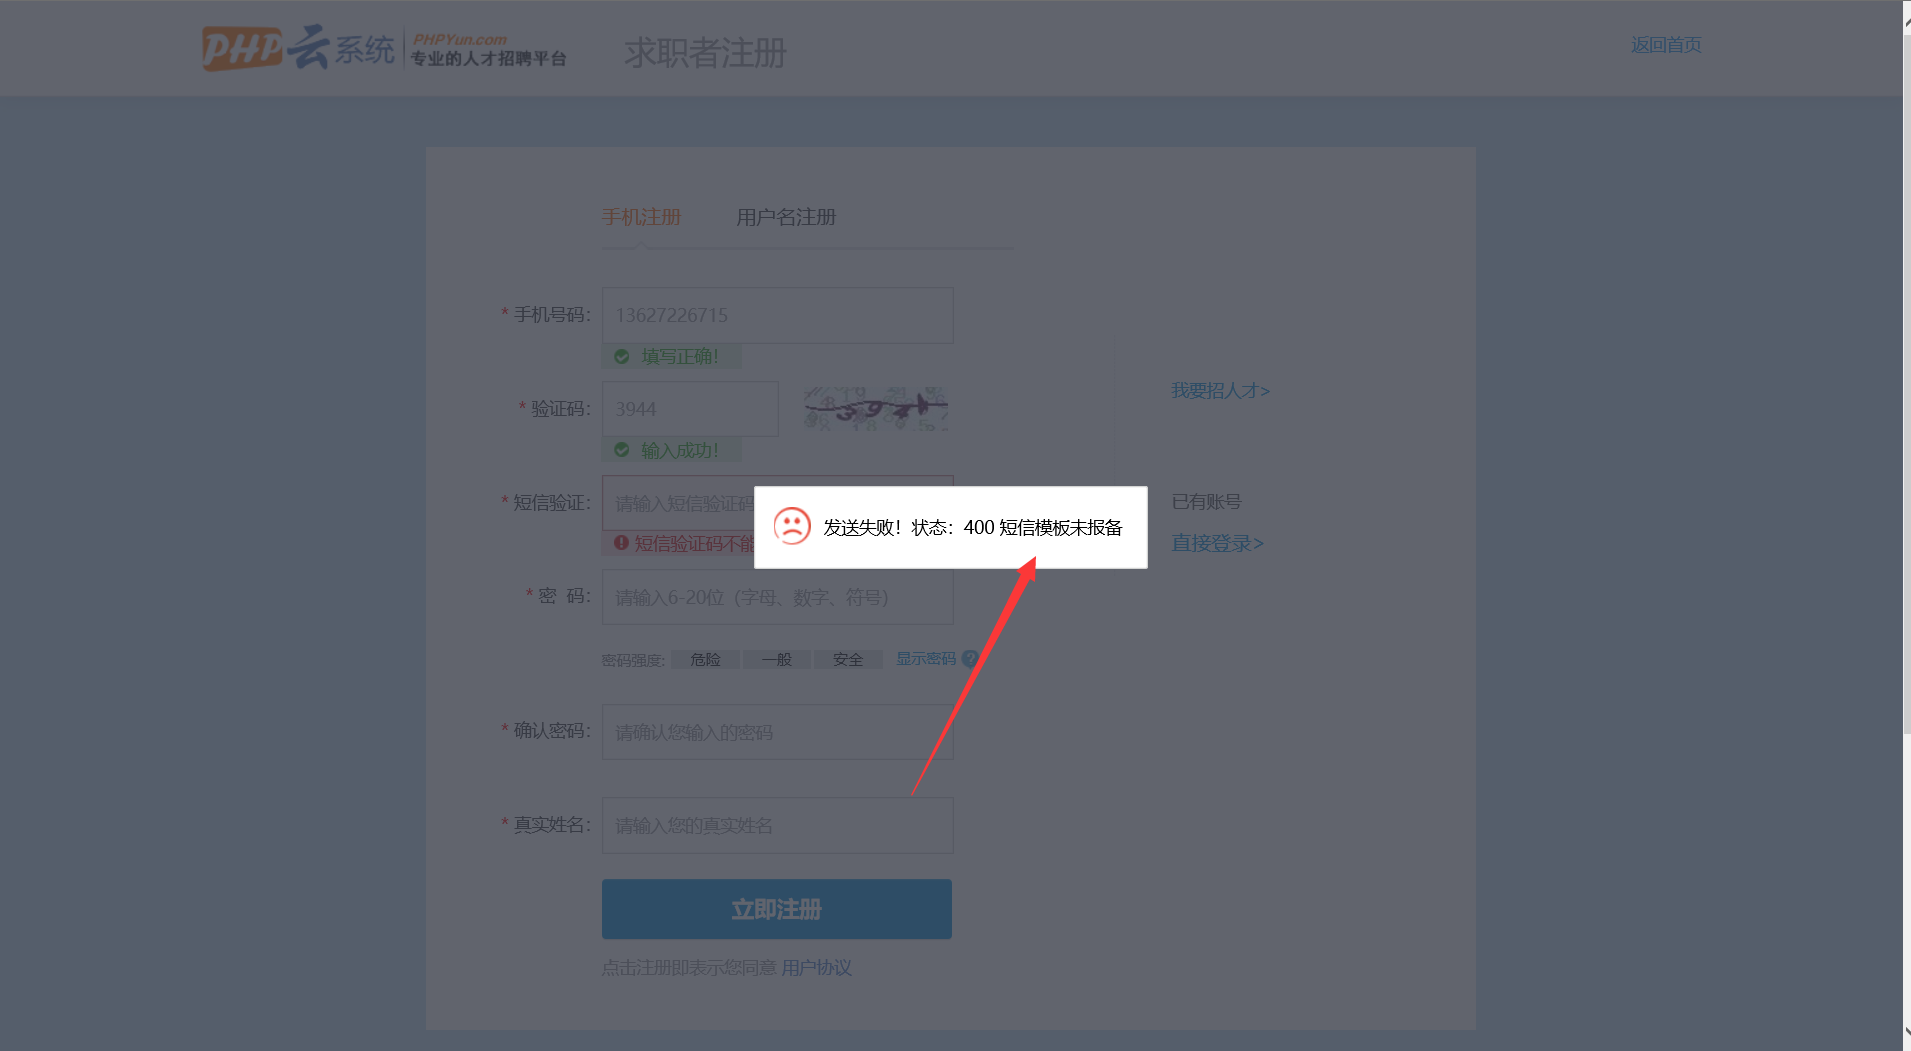 PHP云系统 PHPYun.com 专业的人才招聘平台 求职者注册 返回首页
手机注册 用户名注册
* 手机号码： 13627226715
填写正确！
* 验证码： 3944
输入成功！
我要招人才>
* 短信验证： 请输入短信验证码
短信验证码不能
发送失败！状态：400 短信模板未报备
已有账号
直接登录>
* 密 码： 请输入6-20位（字母、数字、符号）
密码强度: 危险 一般 安全 显示密码 ?
* 确认密码： 请确认您输入的密码
* 真实姓名： 请输入您的真实姓名
立即注册
点击注册即表示您同意 用户协议